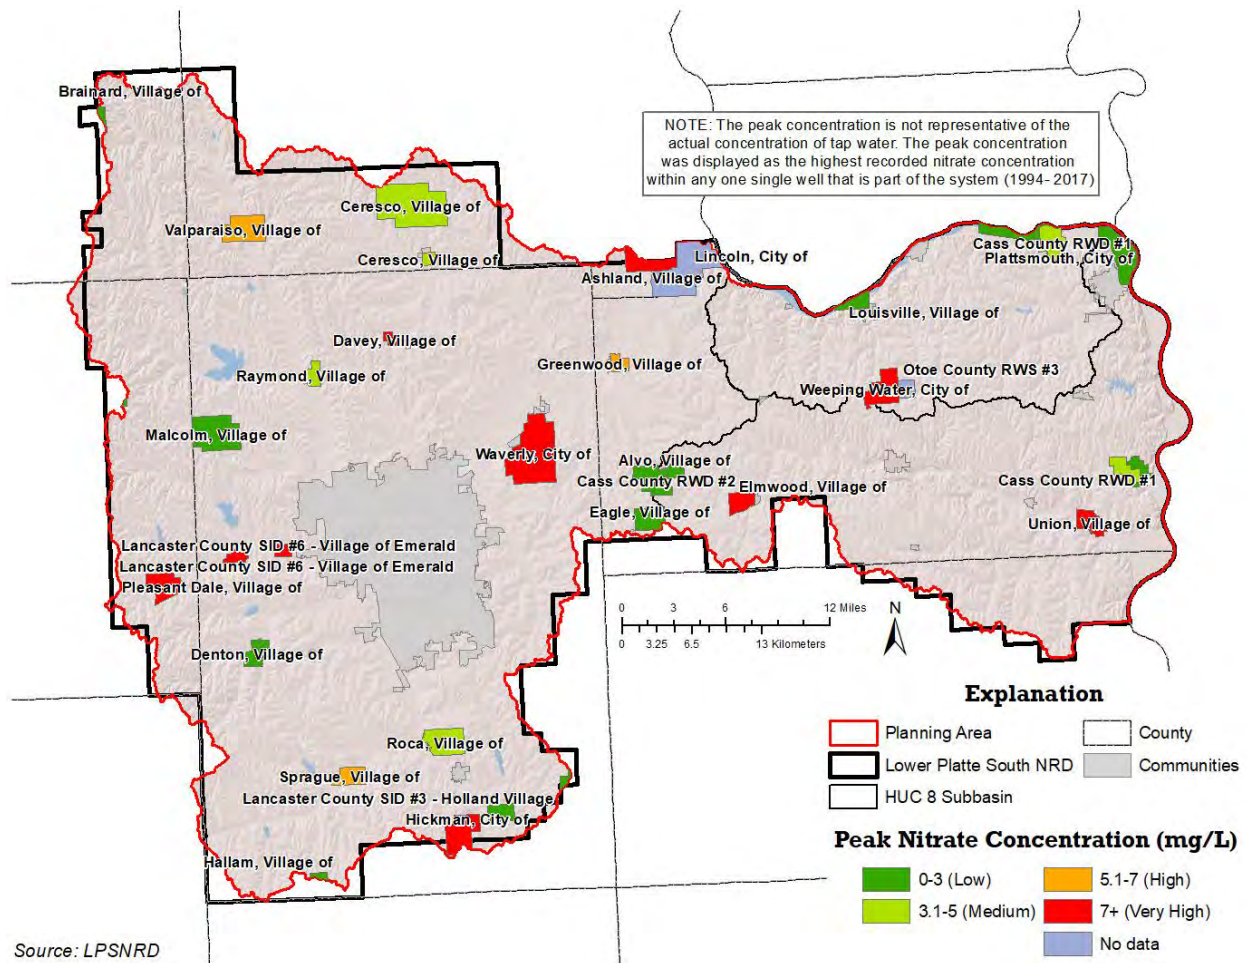 Brainard, Village of
NOTE: The peak concentration is not representative of the
actual concentration of tap water. The peak concentration
was displayed as the highest recorded nitrate concentration
within any one single well that is part of the system (1994- 2017)
Ceresco, Village of
Valparaiso, Village of
Ceresco, Village of
Lincoln, City of
Ashland, Village of
Cass County RWD #1
Plattsmouth, City of
Louisville, Village of
Davey, Village of
Raymond, Village of
Greenwood, Village of
Otoe County RWS #3
Weeping Water, City of
Malcolm, Village of
Waverly, City of
Alvo, Village of
Cass County RWD #2
Elmwood, Village of
Cass County RWD #1
Eagle, Village of
Union, Village of
Lancaster County SID #6 - Village of Emerald
Lancaster County SID #6 - Village of Emerald
Pleasant Dale, Village of
Denton, Village of
0 3 6 12 Miles
0 3.25 6.5 13 Kilometers
N
Roca, Village of
Sprague, Village of
Lancaster County SID #3 - Holland Village
Hickman, City of
Hallam, Village of
Explanation
Planning Area
County
Lower Platte South NRD
Communities
HUC 8 Subbasin
Peak Nitrate Concentration (mg/L)
0-3 (Low)
5.1-7 (High)
3.1-5 (Medium)
7+ (Very High)
No data
Source: LPSNRD